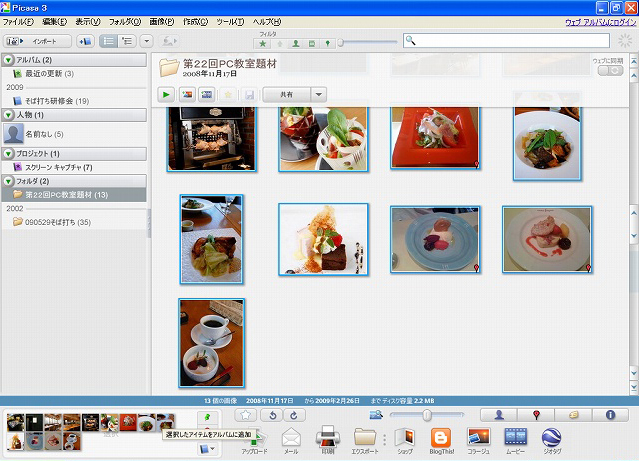 Picasa 3
ファイル(F) 編集(E) 表示(V) フォルダ(O) 画像(P) 作成(C) ツール(T) ヘルプ(H)
ウェブ アルバムにログイン
インポート
フィルタ
アルバム (2)
最近の更新 (3)
2009
そば打ち研修会 (19)
人物 (1)
名前なし (5)
プロジェクト (1)
スクリーン キャプチャ (7)
フォルダ (2)
第22回PC教室題材 (13)
2002
090529そば打ち (35)
第22回PC教室題材
2008年11月17日
ウェブに同期
共有
13 個の画像 2008年11月17日 から2009年2月26日 まで ディスク容量 2.2 MB
選択
選択したアイテムをアルバムに追加
アップロード メール 印刷 エクスポート ショップ BlogThis! コラージュ ムービー ジオタグ